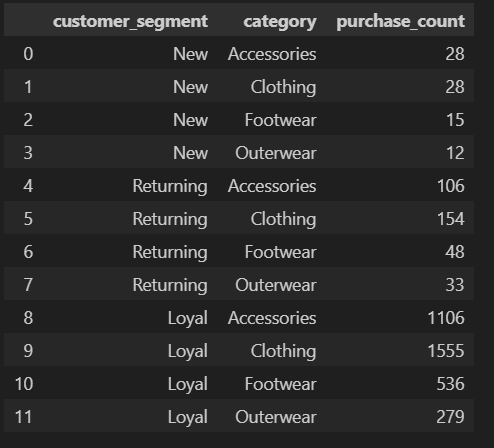 customer_segment category purchase_count
0 New Accessories 28
1 New Clothing 28
2 New Footwear 15
3 New Outerwear 12
4 Returning Accessories 106
5 Returning Clothing 154
6 Returning Footwear 48
7 Returning Outerwear 33
8 Loyal Accessories 1106
9 Loyal Clothing 1555
10 Loyal Footwear 536
11 Loyal Outerwear 279